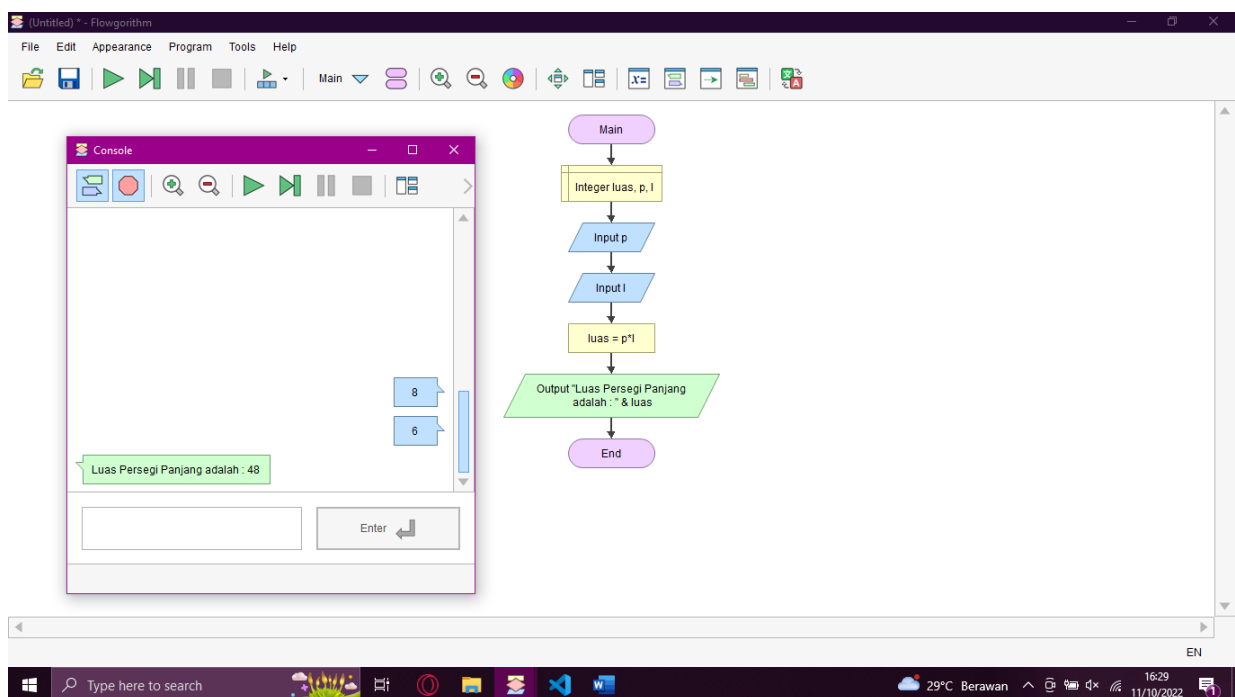 (Untitled) * - Flowgorithm
File Edit Appearance Program Tools Help
Main
x=
Console
8
6
Luas Persegi Panjang adalah : 48
Enter
Main
Integer luas, p, l
Input p
Input l
luas = p*l
Output "Luas Persegi Panjang
adalah : " & luas
End
EN
Type here to search
29°C Berawan
16:29
11/10/2022
1